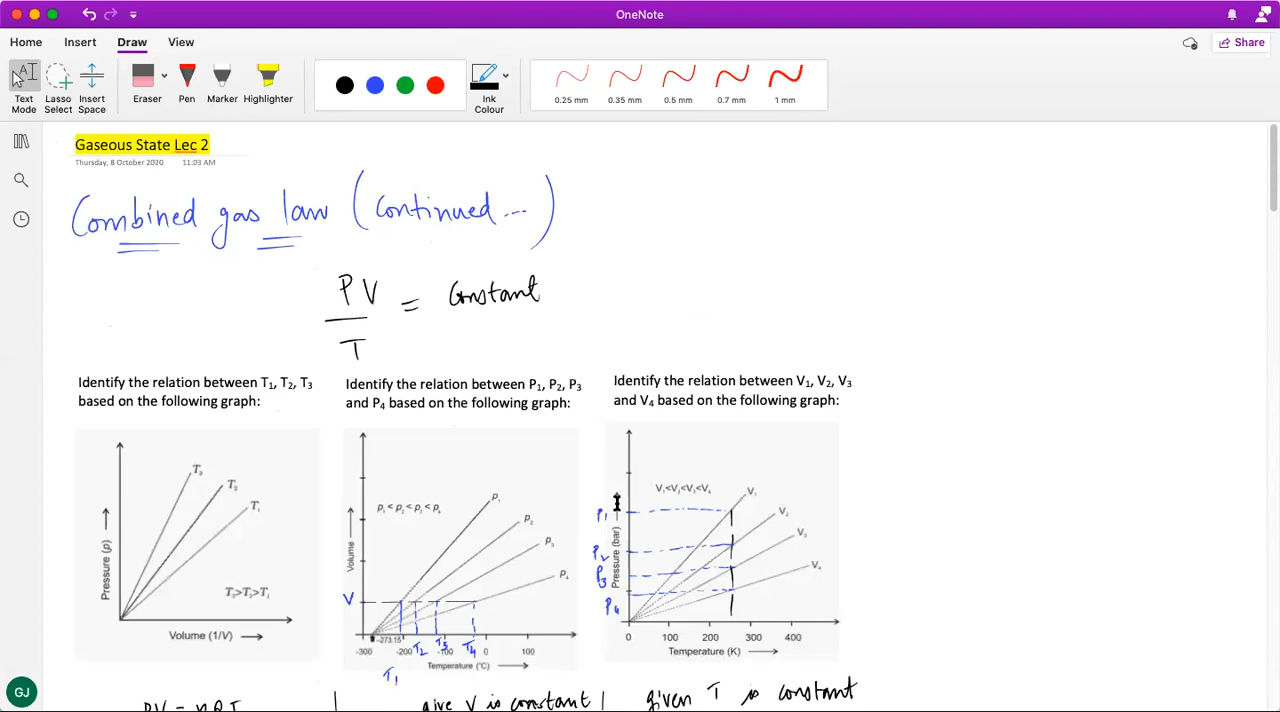 OneNote
Home Insert Draw View
Share
Text Mode
Lasso Select
Insert Space
Eraser
Pen
Marker
Highlighter
Ink Colour
0.25 mm 0.35 mm 0.5 mm 0.7 mm 1 mm
Gaseous State Lec 2
Thursday, 8 October 2020 11:03 AM
Combined gas law (Continued ...)
PV
= Constant
T
Identify the relation between T₁, T₂, T₃
based on the following graph:
Pressure (p)
T₃
T₂
T₁
T₃>T₂>T₁
Volume (1/V)
Identify the relation between P₁, P₂, P₃
and P₄ based on the following graph:
Volume
p₁
p₁ < p₂ < p₃ < p₄
p₂
p₃
p₄
V
-273.15
-300 -200 -100 0 100
T₁ T₂ T₃ T₄
Temperature (°C)
Identify the relation between V₁, V₂, V₃
and V₄ based on the following graph:
V₁<V₂<V₃<V₄
V₁
V₂
V₃
V₄
P₁
P₂
P₃
P₄
Pressure (bar)
0 100 200 300 400
Temperature (K)
PV = nRT
give V is constant
given T is constant
GJ